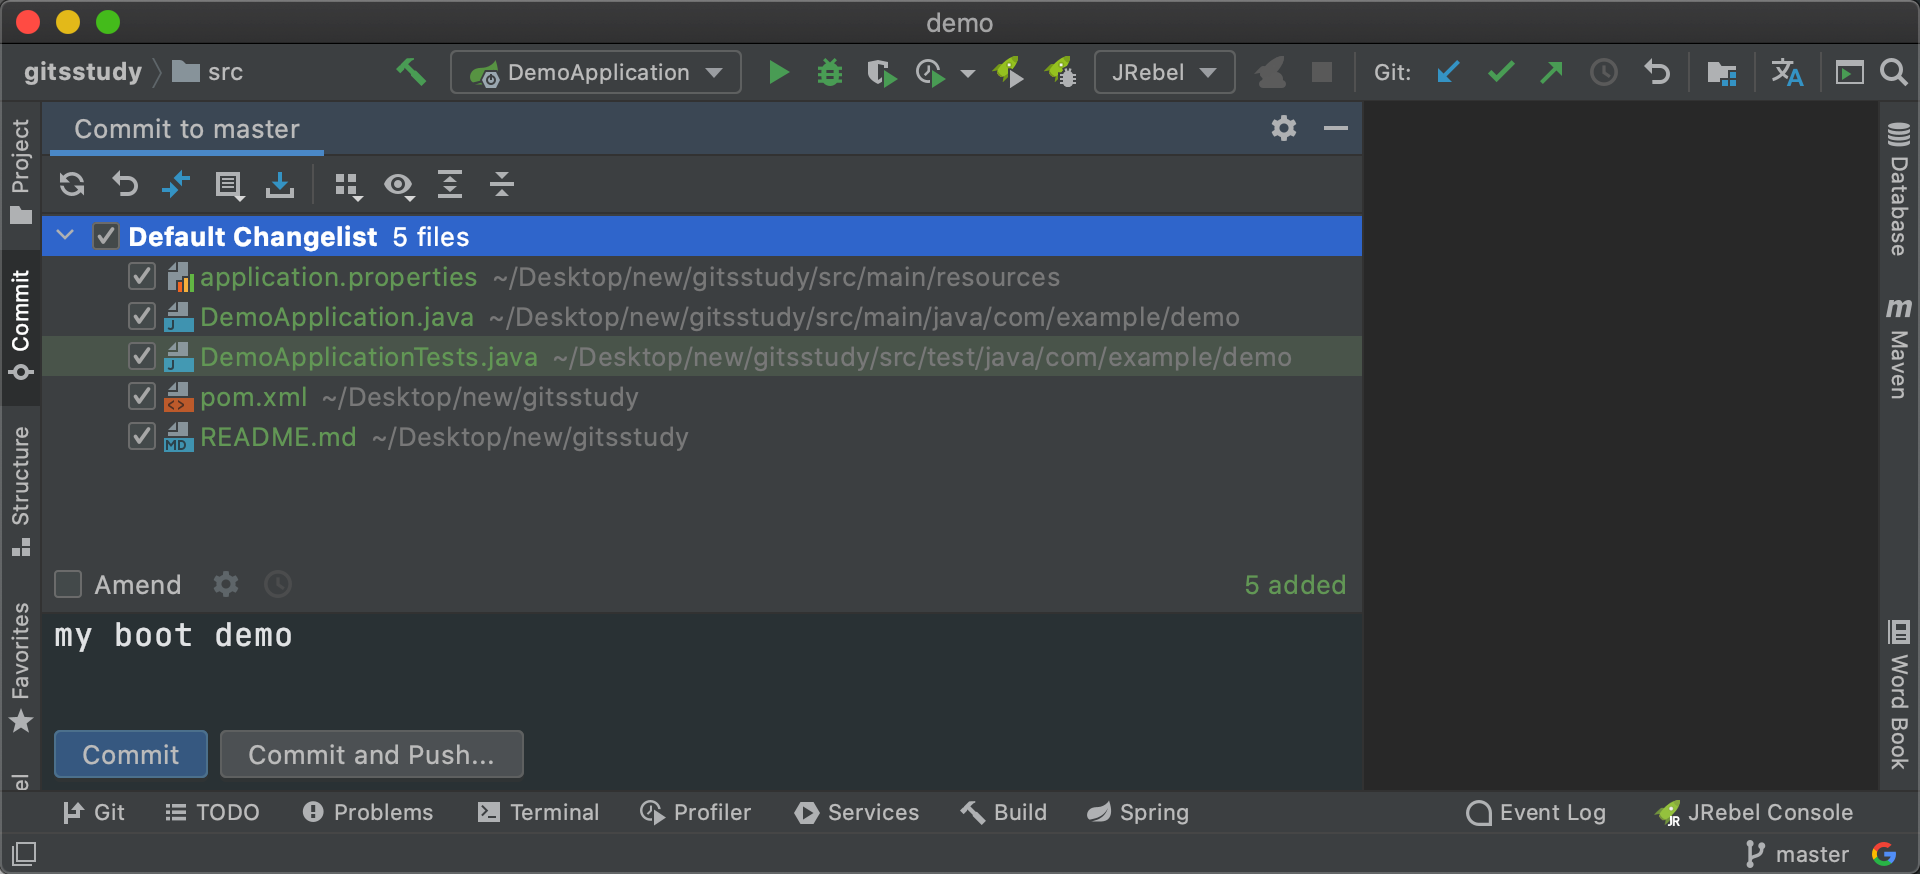 demo
gitsstudy src DemoApplication JRebel Git:
Commit to master
Project
Commit
Structure
Favorites
el
Default Changelist 5 files
application.properties ~/Desktop/new/gitsstudy/src/main/resources
DemoApplication.java ~/Desktop/new/gitsstudy/src/main/java/com/example/demo
DemoApplicationTests.java ~/Desktop/new/gitsstudy/src/test/java/com/example/demo
pom.xml ~/Desktop/new/gitsstudy
MD README.md ~/Desktop/new/gitsstudy
Amend 5 added
my boot demo
Commit Commit and Push...
Database
m Maven
Word Book
Git TODO Problems Terminal Profiler Services Build Spring Event Log JR JRebel Console
master